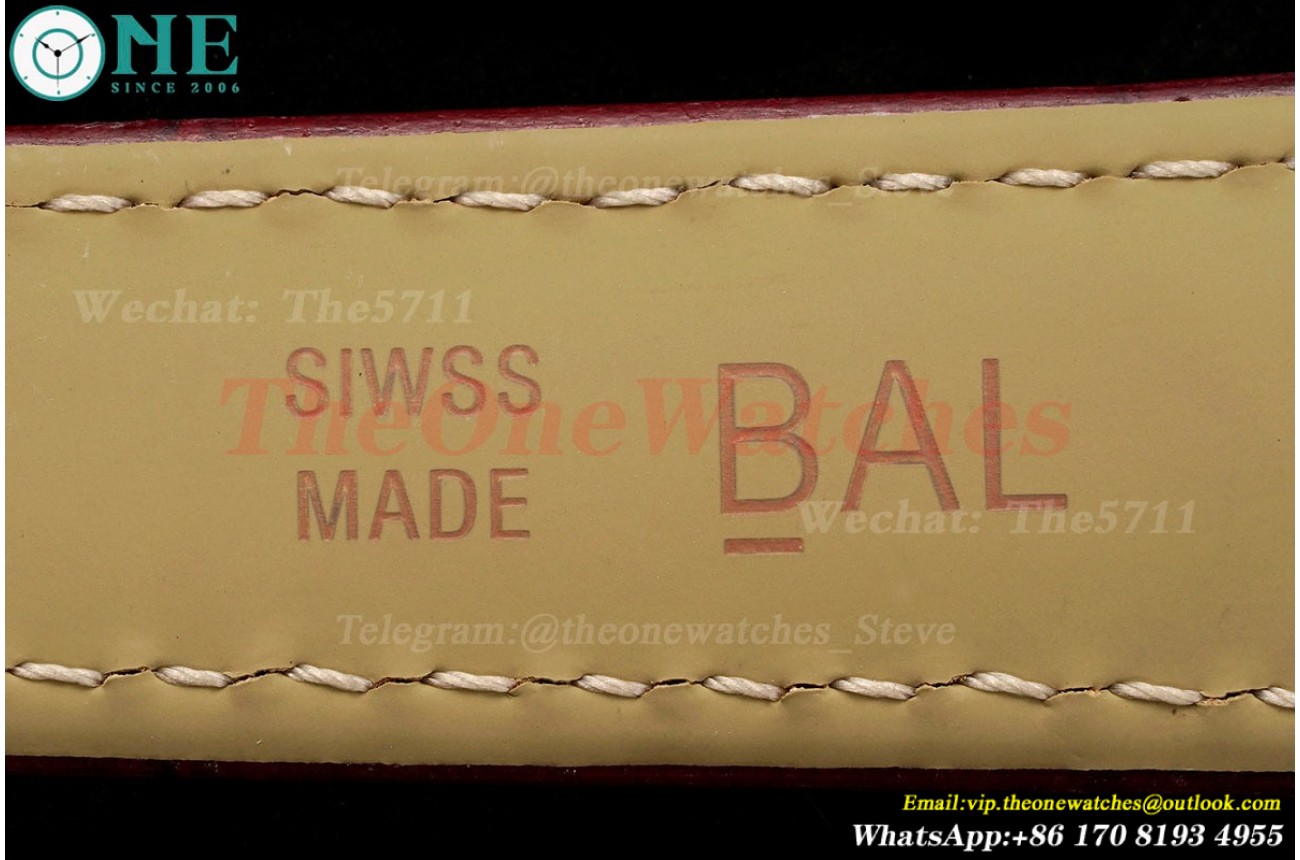 ONE
SINCE 2006
Telegram:@theonewatches_Steve
Wechat: The5711
SIWSS
MADE
BAL
TheOneWatches
Wechat: The5711
Telegram:@theonewatches_Steve
Email:vip.theonewatches@outlook.com
WhatsApp:+86 170 8193 4955